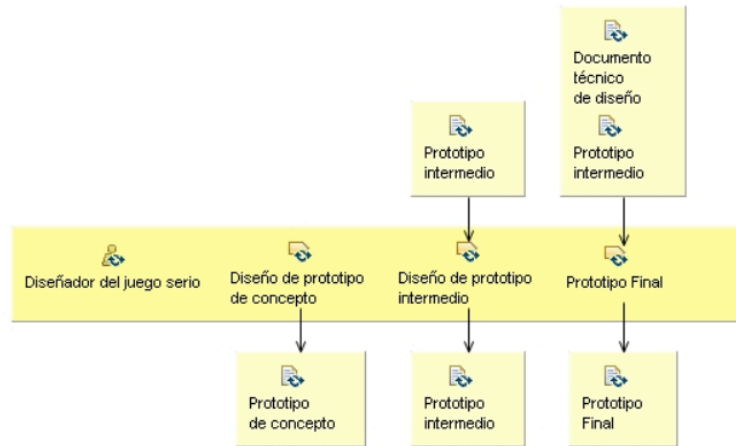 Documento
técnico
de diseño
Prototipo
intermedio
Prototipo
intermedio
Diseñador del juego serio
Diseño de prototipo
de concepto
Diseño de prototipo
intermedio
Prototipo Final
Prototipo
de concepto
Prototipo
intermedio
Prototipo
Final